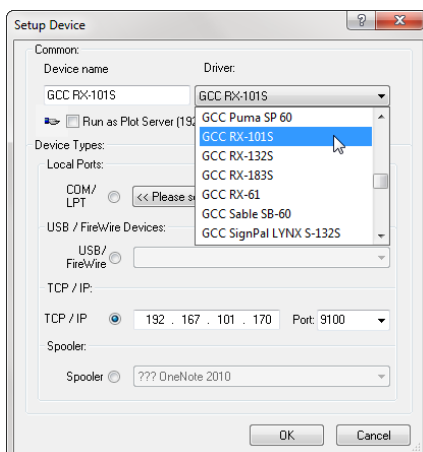 Setup Device
Common:
Device name Driver:
GCC RX-101S GCC RX-101S
Run as Plot Server (192
GCC Puma SP 60
GCC RX-101S
GCC RX-132S
GCC RX-183S
GCC RX-61
GCC Sable SB-60
GCC SignPal LYNX S-132S
Device Types:
Local Ports:
COM/
LPT
<< Please s
USB / FireWire Devices:
USB/
FireWire
TCP / IP:
TCP / IP 192 . 167 . 101 . 170 Port: 9100
Spooler:
Spooler ??? OneNote 2010
OK Cancel